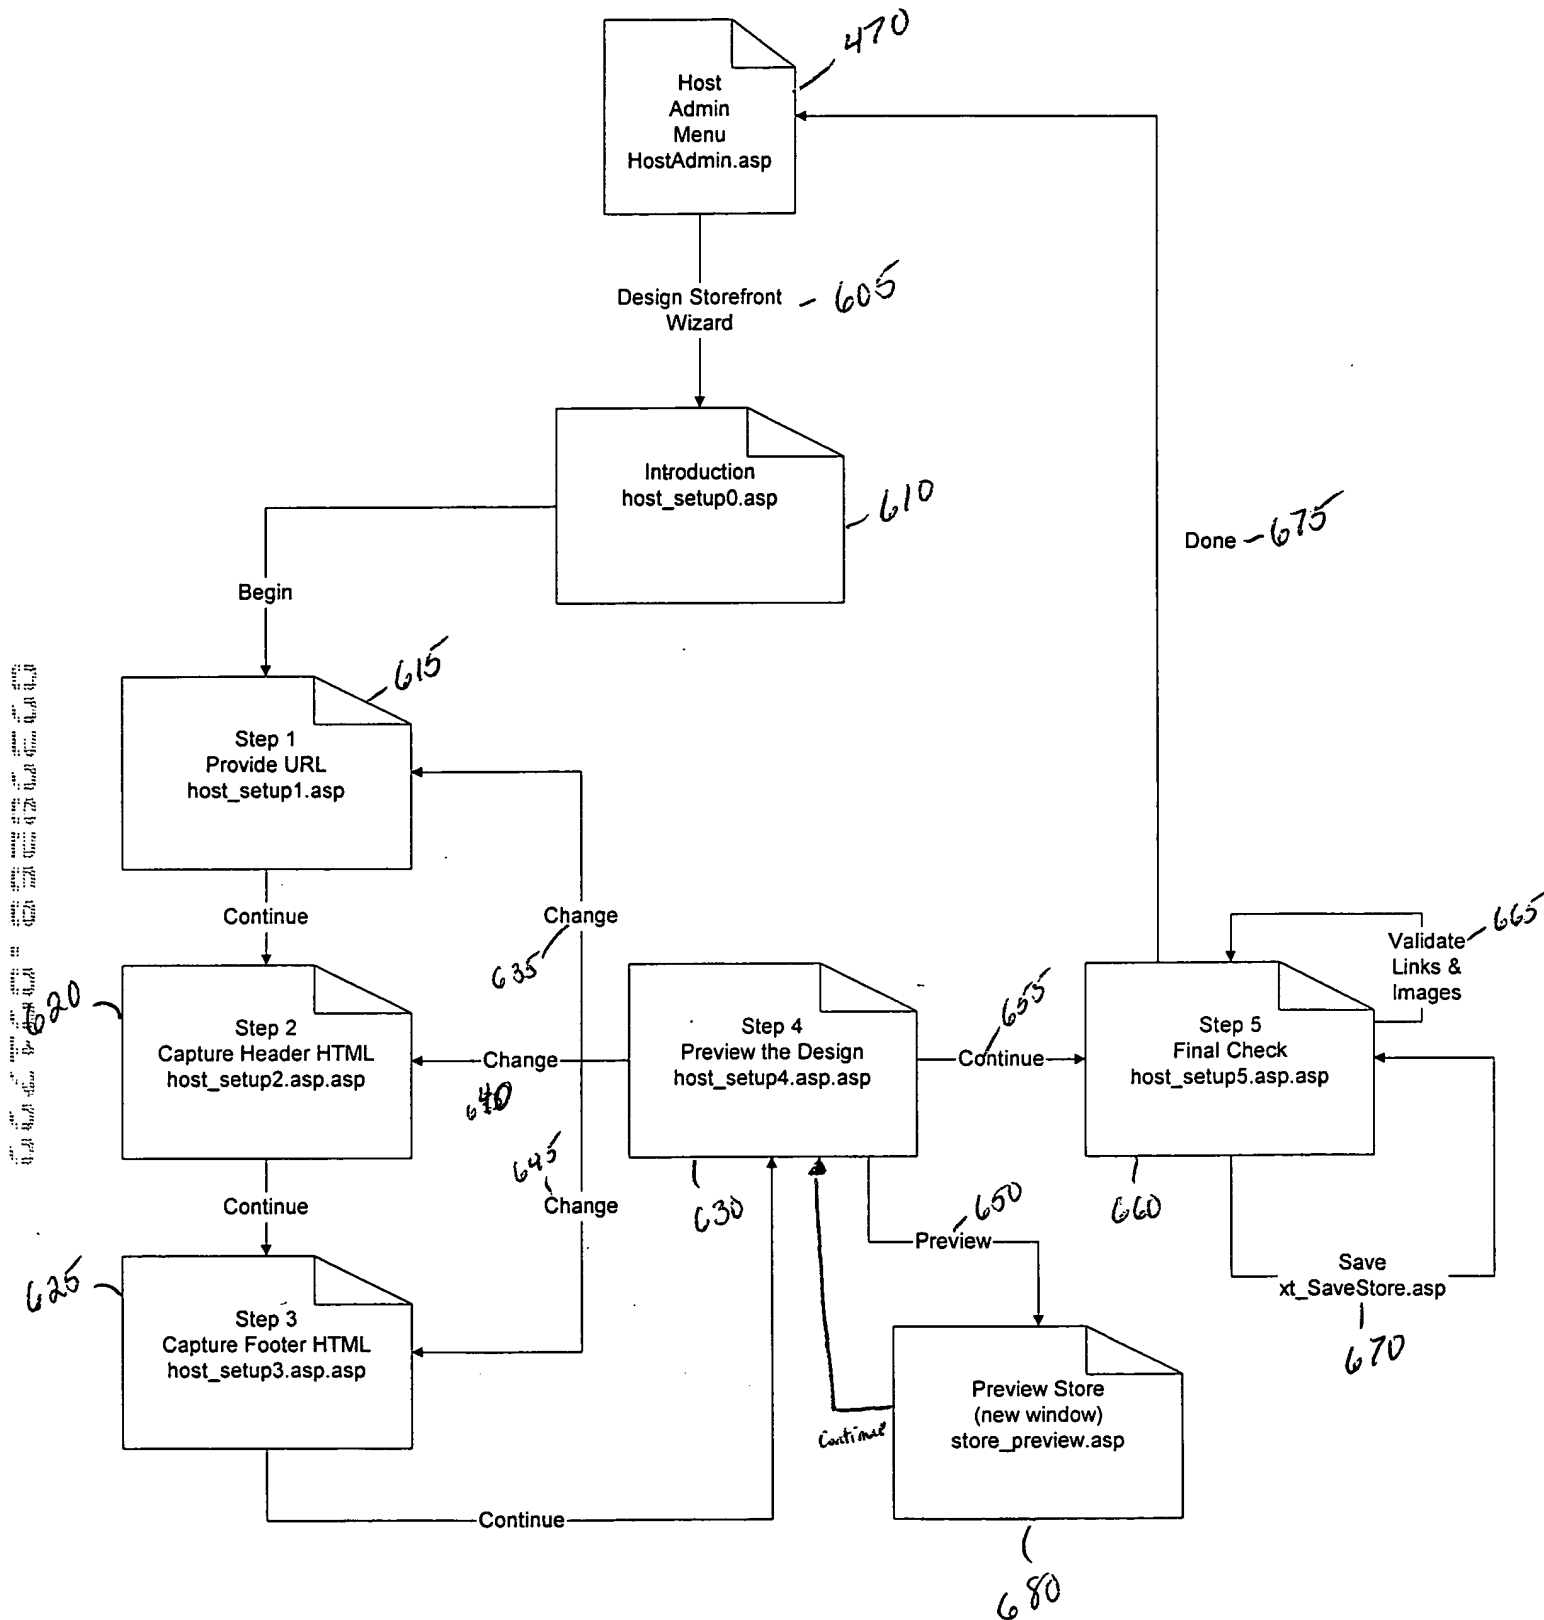 470
Host
Admin
Menu
HostAdmin.asp
Design Storefront
Wizard
605
Introduction
host_setup0.asp
610
Done
675
Begin
615
Step 1
Provide URL
host_setup1.asp
Continue
Change
635
Validate
Links &
Images
665
620
Step 2
Capture Header HTML
host_setup2.asp.asp
Change
640
Step 4
Preview the Design
host_setup4.asp.asp
630
655
Continue
Step 5
Final Check
host_setup5.asp.asp
660
Continue
645
Change
650
Preview
Save
xt_SaveStore.asp
670
625
Step 3
Capture Footer HTML
host_setup3.asp.asp
Continue
Preview Store
(new window)
store_preview.asp
680
Continue